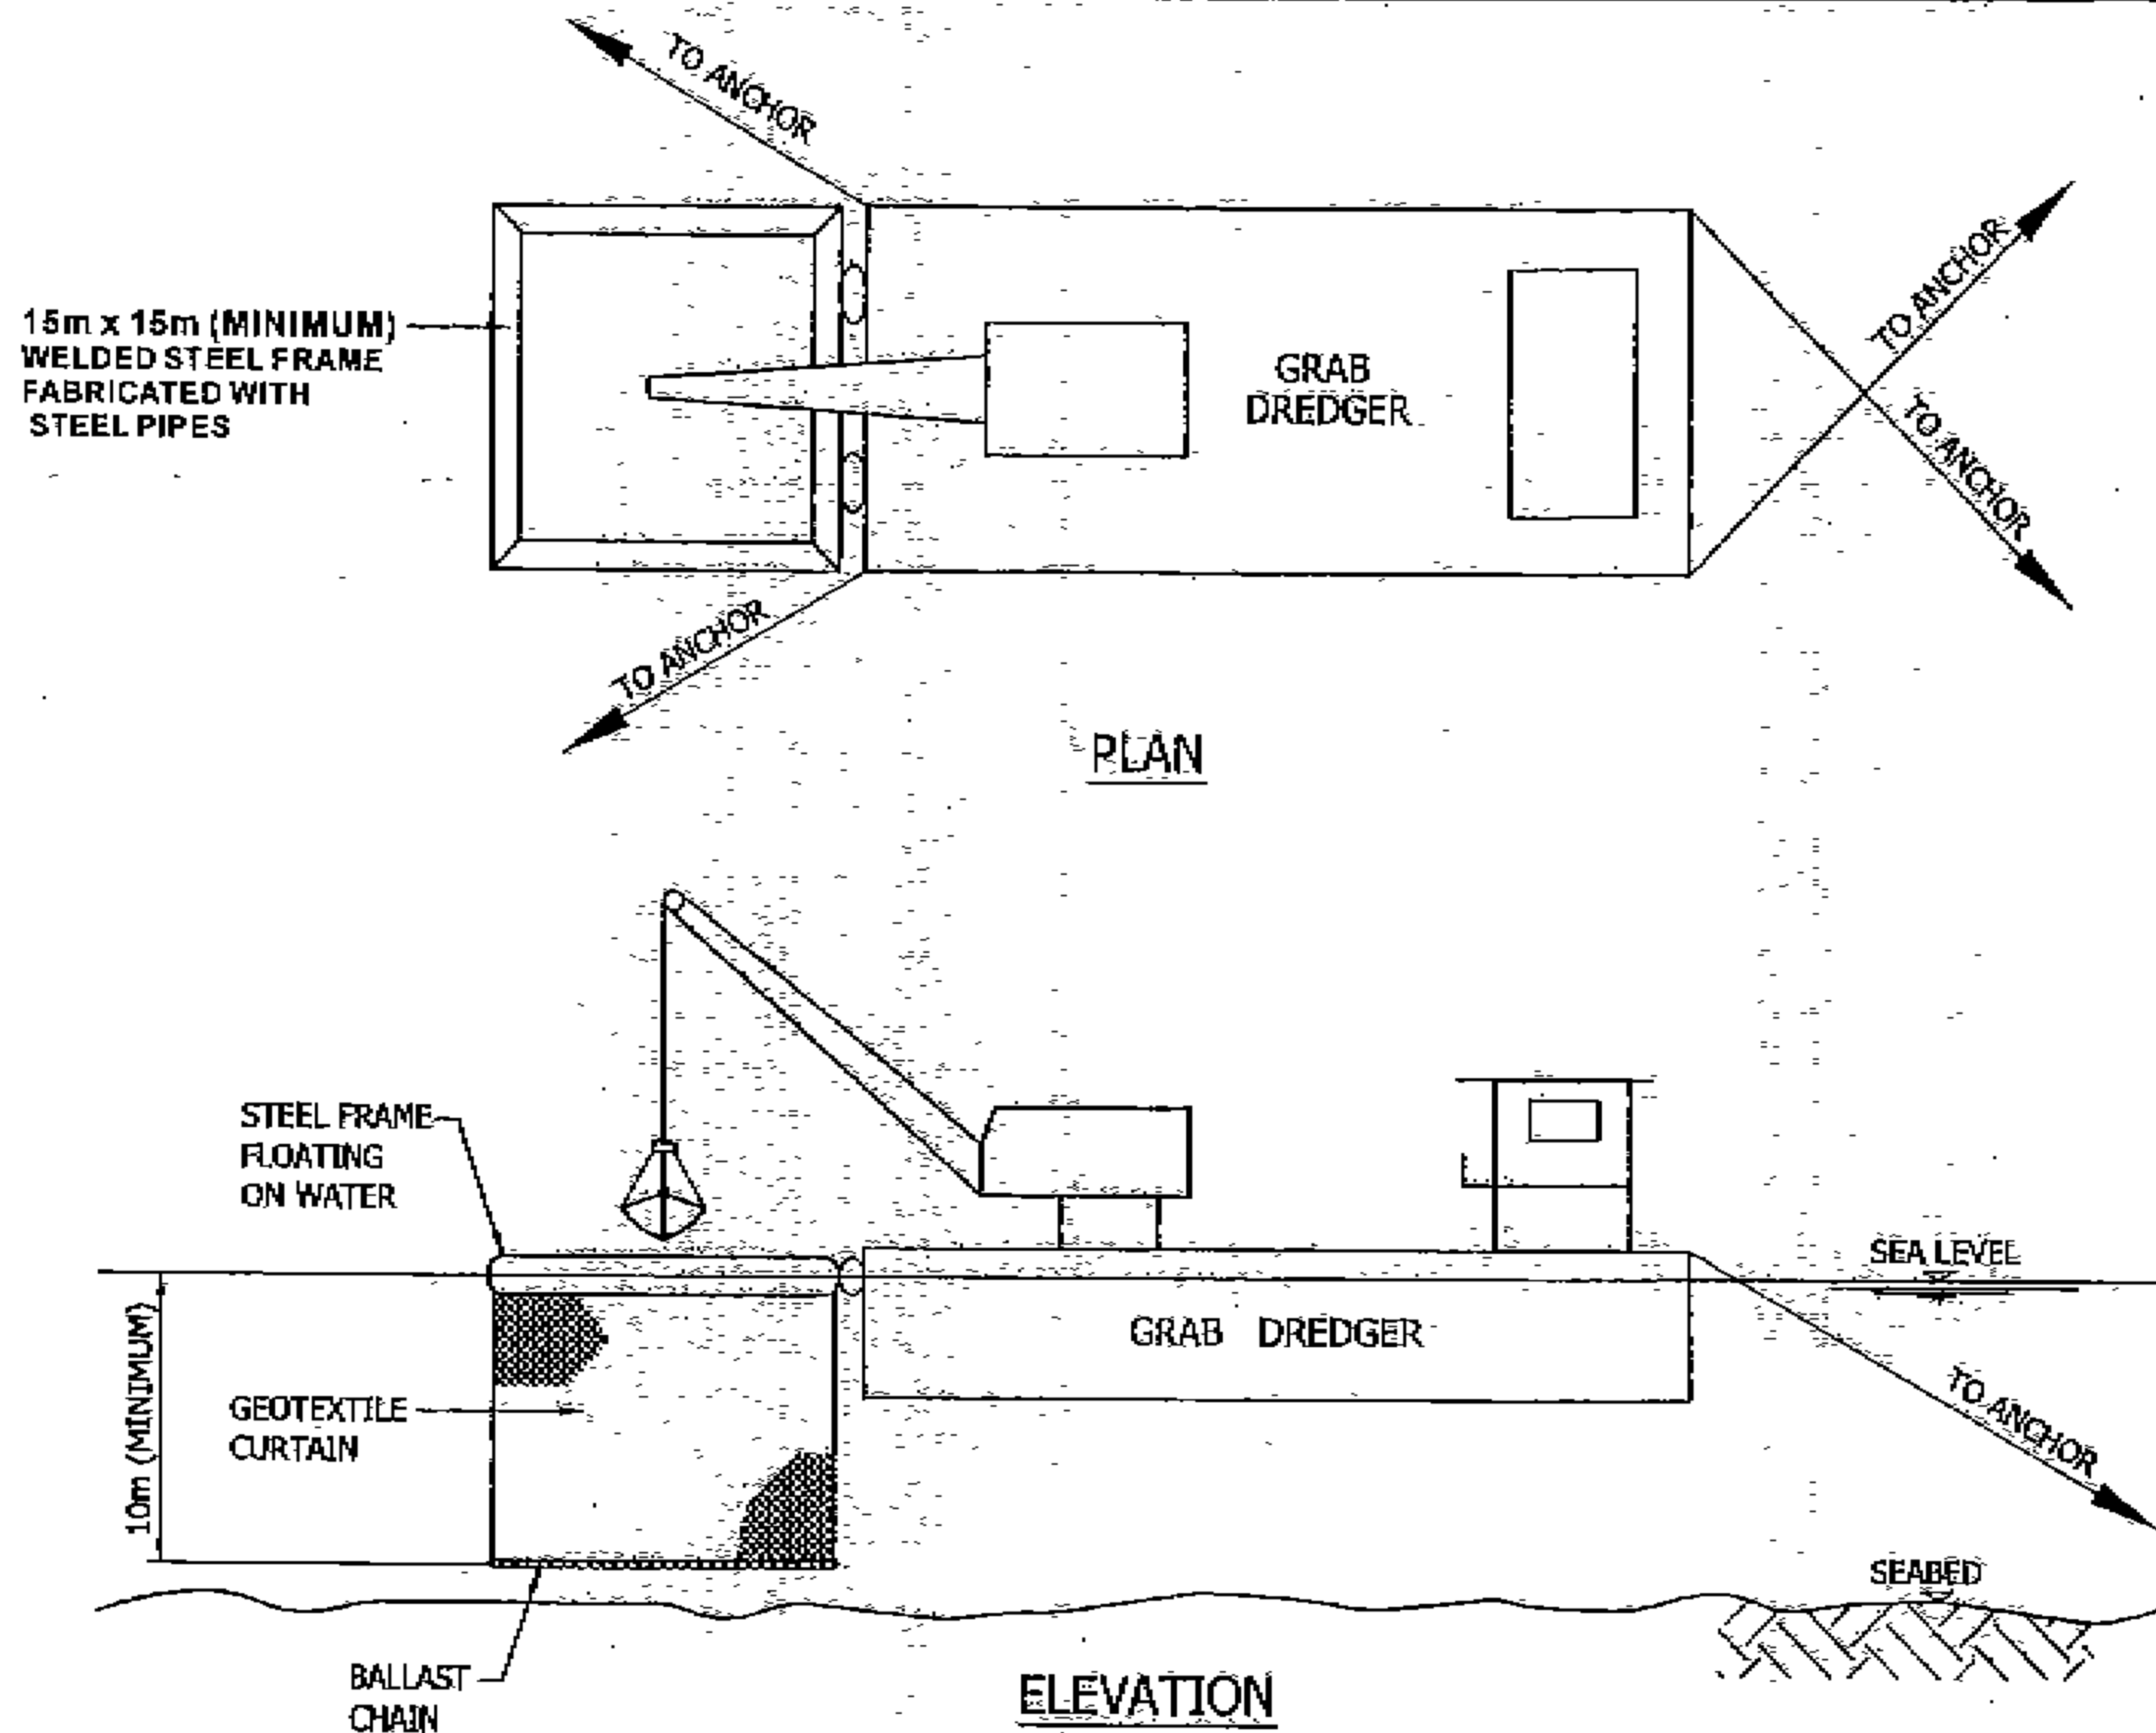 TO ANCHOR
TO ANCHOR
15m x 15m (MINIMUM)
WELDED STEEL FRAME
FABRICATED WITH
STEEL PIPES
GRAB
DREDGER
TO ANCHOR
TO ANCHOR
PLAN
STEEL FRAME
FLOATING
ON WATER
SEA LEVEL
GRAB DREDGER
10m (MINIMUM)
GEOTEXTILE
CURTAIN
TO ANCHOR
SEABED
BALLAST
CHAIN
ELEVATION